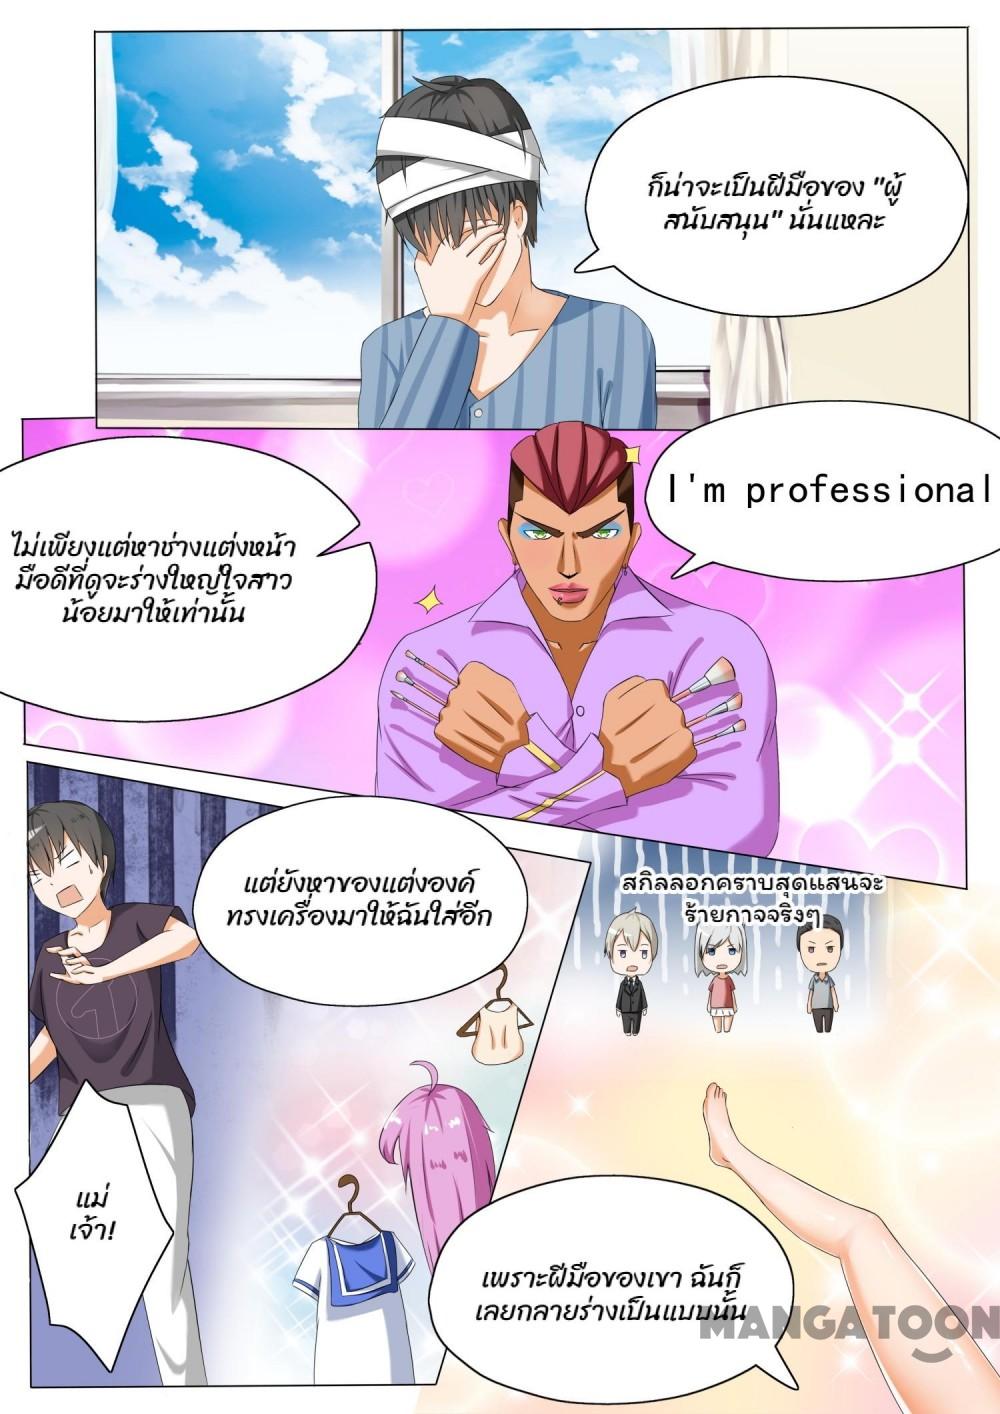 ก็น่าจะเป็นฝีมือของ "ผู้
สนับสนุน" นั่นแหละ
I'm professional
ไม่เพียงแต่หาช่างแต่งหน้า
มือดีที่ดูจะร่างใหญ่ใจสาว
น้อยมาให้เท่านั้น
แต่ยังหาของแต่งองค์
ทรงเครื่องมาให้ฉันใส่อีก
สกิลลอกคราบสุดแสนจะ
ร้ายกาจจริงๆ
แม่
เจ้า!
เพราะฝีมือของเขา ฉันก็
เลยกลายร่างเป็นแบบนั้น
MANGATOON